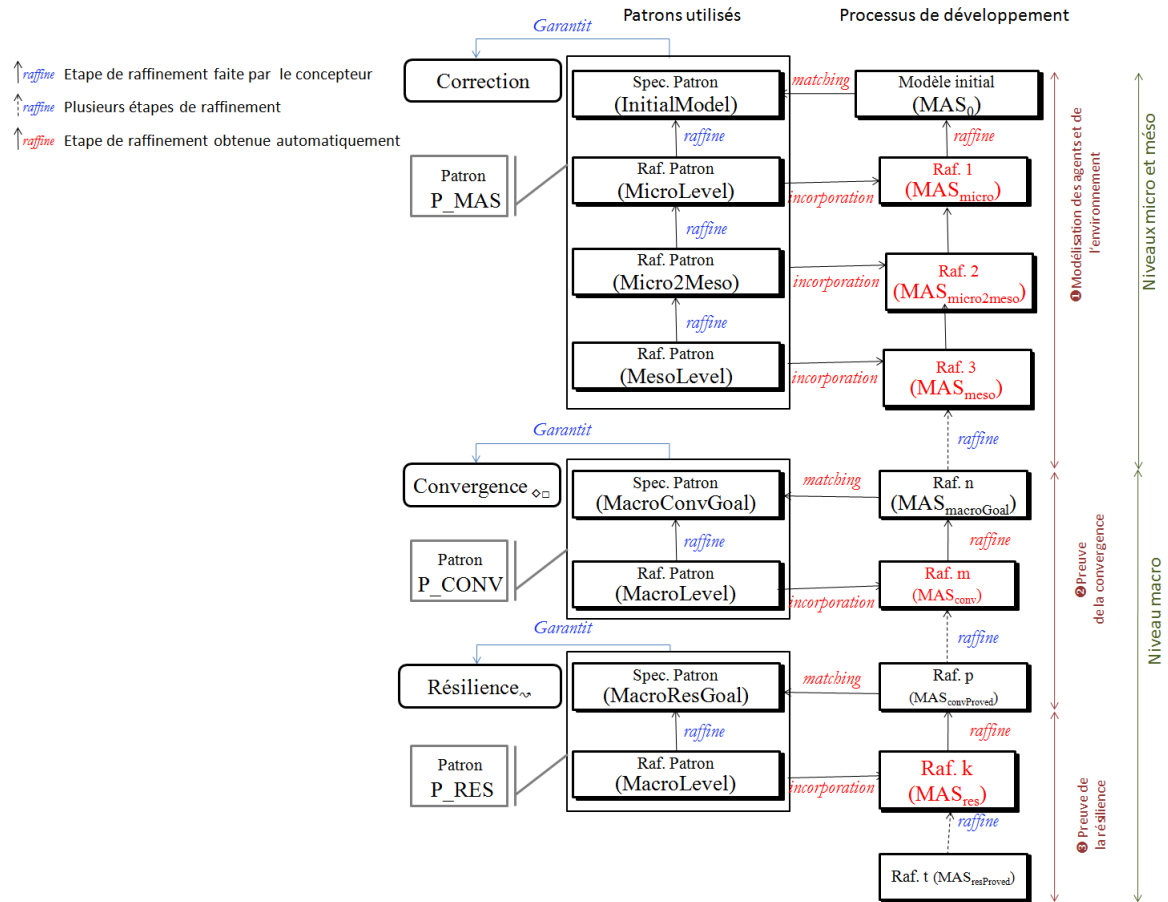 Patrons utilisés
Processus de développement
Garantit
raffine Etape de raffinement faite par le concepteur
raffine Plusieurs étapes de raffinement
raffine Etape de raffinement obtenue automatiquement
Correction
Spec. Patron
(InitialModel)
matching
Modèle initial
(MAS0)
raffine
raffine
Patron
P_MAS
Raf. Patron
(MicroLevel)
incorporation
Raf. 1
(MASmicro)
raffine
Raf. Patron
(Micro2Meso)
incorporation
Raf. 2
(MASmicro2meso)
raffine
Raf. Patron
(MesoLevel)
incorporation
Raf. 3
(MASmeso)
❶Modélisation des agents et de
l'environnement
Niveaux micro et méso
Garantit
raffine
Convergence ◇□
Spec. Patron
(MacroConvGoal)
matching
Raf. n
(MASmacroGoal)
raffine
raffine
Patron
P_CONV
Raf. Patron
(MacroLevel)
incorporation
Raf. m
(MASconv)
❷Preuve
de la convergence
Niveau macro
Garantit
raffine
Résilience⤳
Spec. Patron
(MacroResGoal)
matching
Raf. p
(MASconvProved)
raffine
raffine
Patron
P_RES
Raf. Patron
(MacroLevel)
incorporation
Raf. k
(MASres)
raffine
❸Preuve de
la résilience
Raf. t (MASresProved)